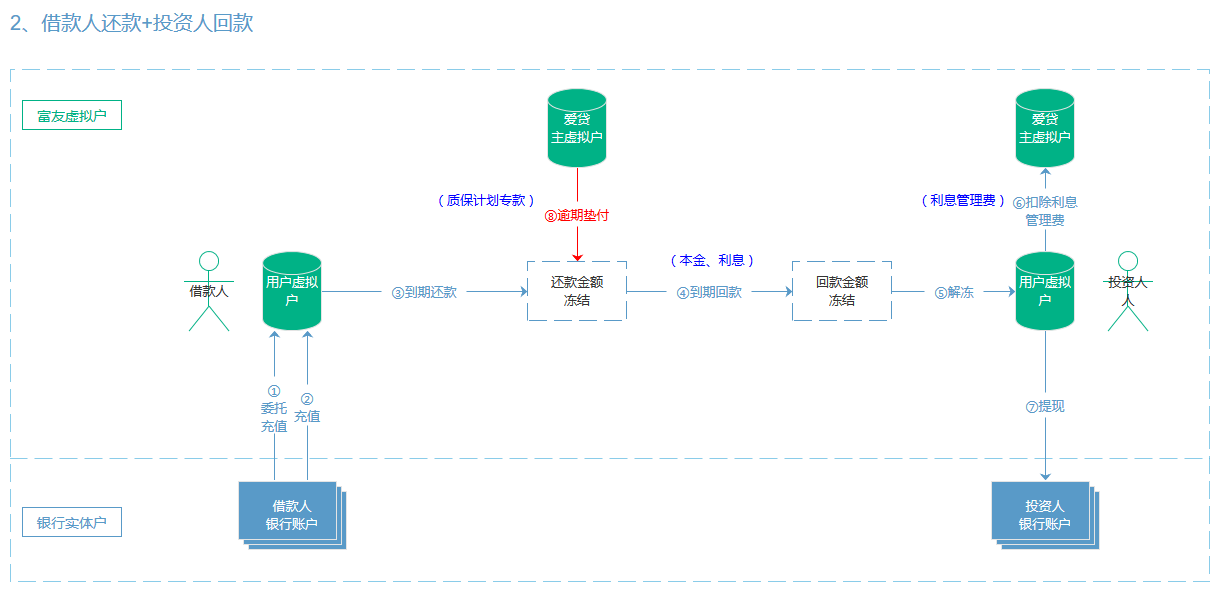 2、借款人还款+投资人回款
富友虚拟户
爱贷
主虚拟户
爱贷
主虚拟户
(质保计划专款)
⑧逾期垫付
(利息管理费)
⑥扣除利息
管理费
借款人
用户虚拟
户
③到期还款
还款金额
冻结
(本金、利息)
④到期回款
回款金额
冻结
⑤解冻
用户虚拟
户
投资人
人
①
委托
充值
②
充值
⑦提现
银行实体户
借款人
银行账户
投资人
银行账户